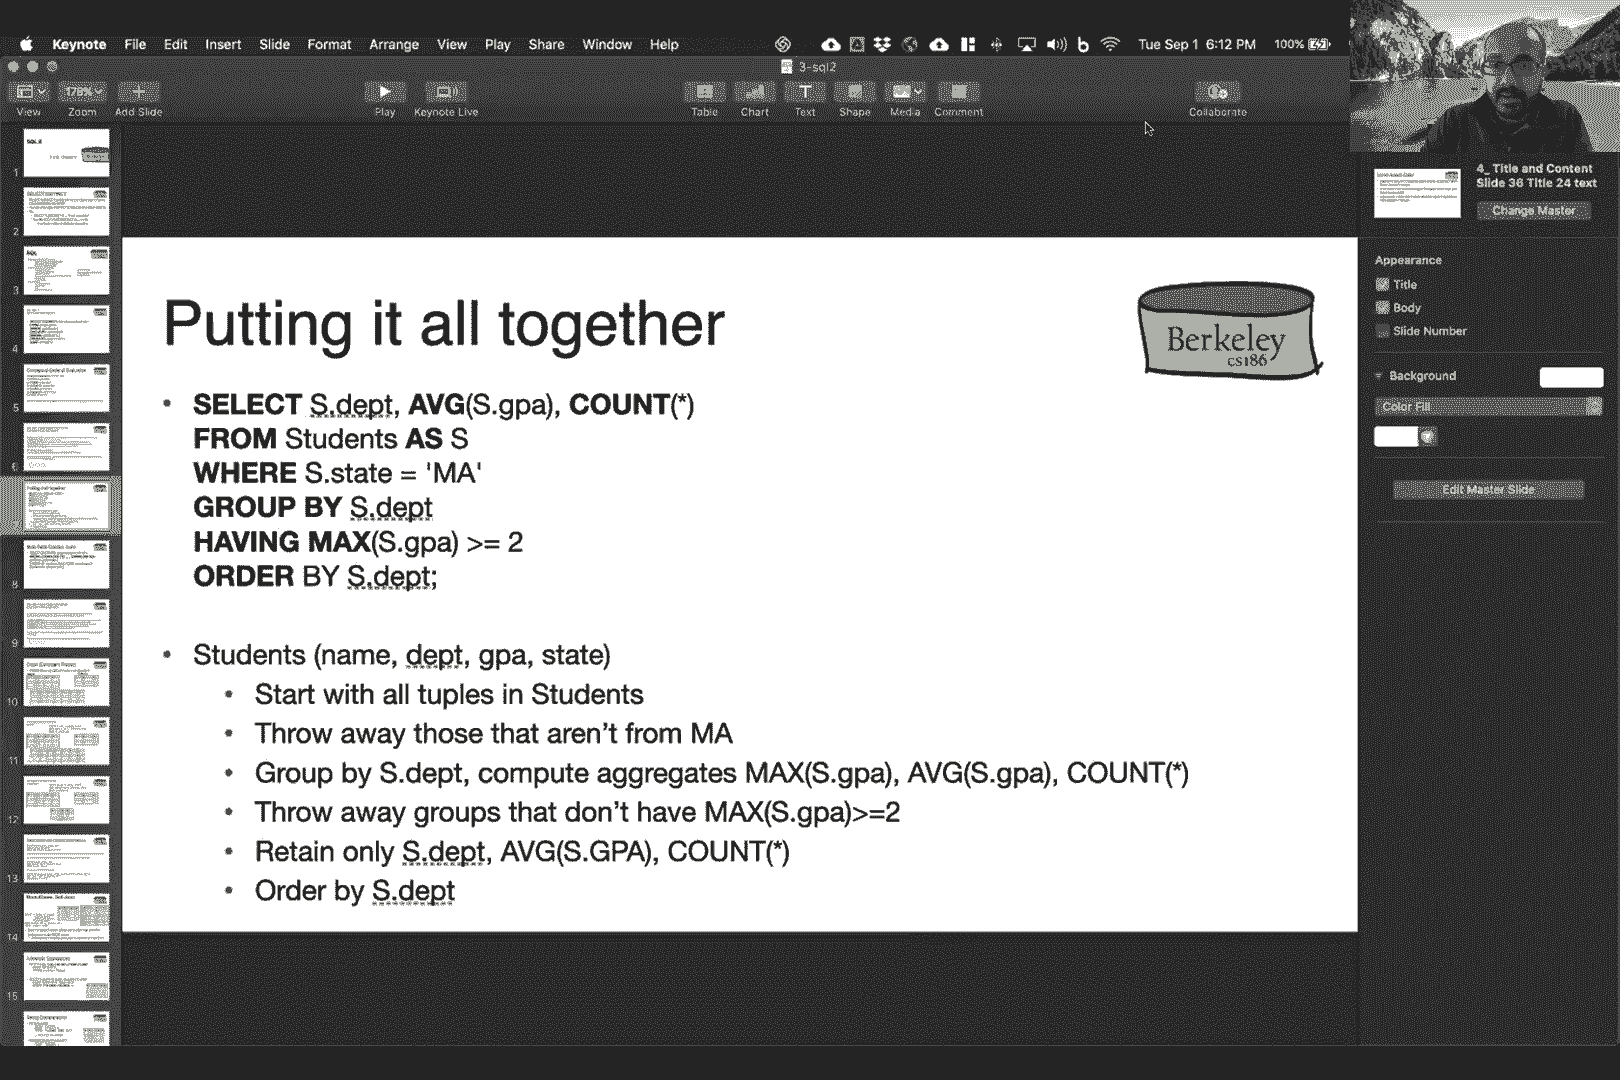 Keynote File Edit Insert Slide Format Arrange View Play Share Window Help Tue Sep 1 6:12 PM 100%
3-sql2
178%
View Zoom Add Slide Play Keynote Live Table Chart Text Shape Media Comment Collaborate
4_ Title and Content
Slide 36 Title 24 text
Change Master
Appearance
Title
Body
Slide Number
Background
Color Fill
Edit Master Slide
1
2
3
4
5
6
8
9
10
11
12
13
14
15
Putting it all together
Berkeley
cs186
• SELECT S.dept, AVG(S.gpa), COUNT(*)
FROM Students AS S
WHERE S.state = 'MA'
GROUP BY S.dept
HAVING MAX(S.gpa) >= 2
ORDER BY S.dept;
• Students (name, dept, gpa, state)
• Start with all tuples in Students
• Throw away those that aren’t from MA
• Group by S.dept, compute aggregates MAX(S.gpa), AVG(S.gpa), COUNT(*)
• Throw away groups that don’t have MAX(S.gpa)>=2
• Retain only S.dept, AVG(S.GPA), COUNT(*)
• Order by S.dept